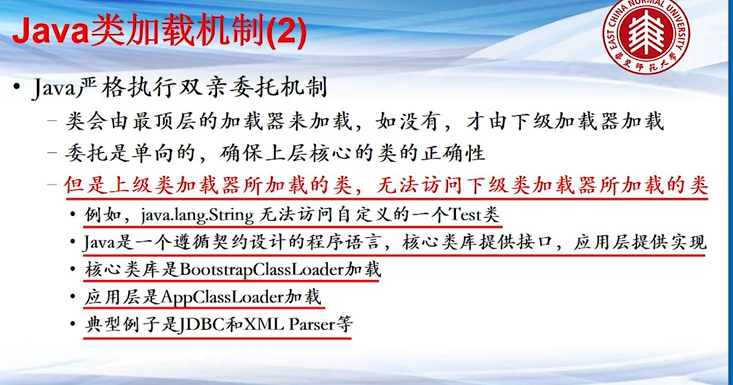 Java类加载机制(2)
EAST CHINA NORMAL UNIVERSITY
华东师范大学
• Java严格执行双亲委托机制
– 类会由最顶层的加载器来加载，如没有，才由下级加载器加载
– 委托是单向的，确保上层核心的类的正确性
– 但是上级类加载器所加载的类，无法访问下级类加载器所加载的类
• 例如，java.lang.String 无法访问自定义的一个Test类
• Java是一个遵循契约设计的程序语言，核心类库提供接口，应用层提供实现
• 核心类库是BootstrapClassLoader加载
• 应用层是AppClassLoader加载
• 典型例子是JDBC和XML Parser等